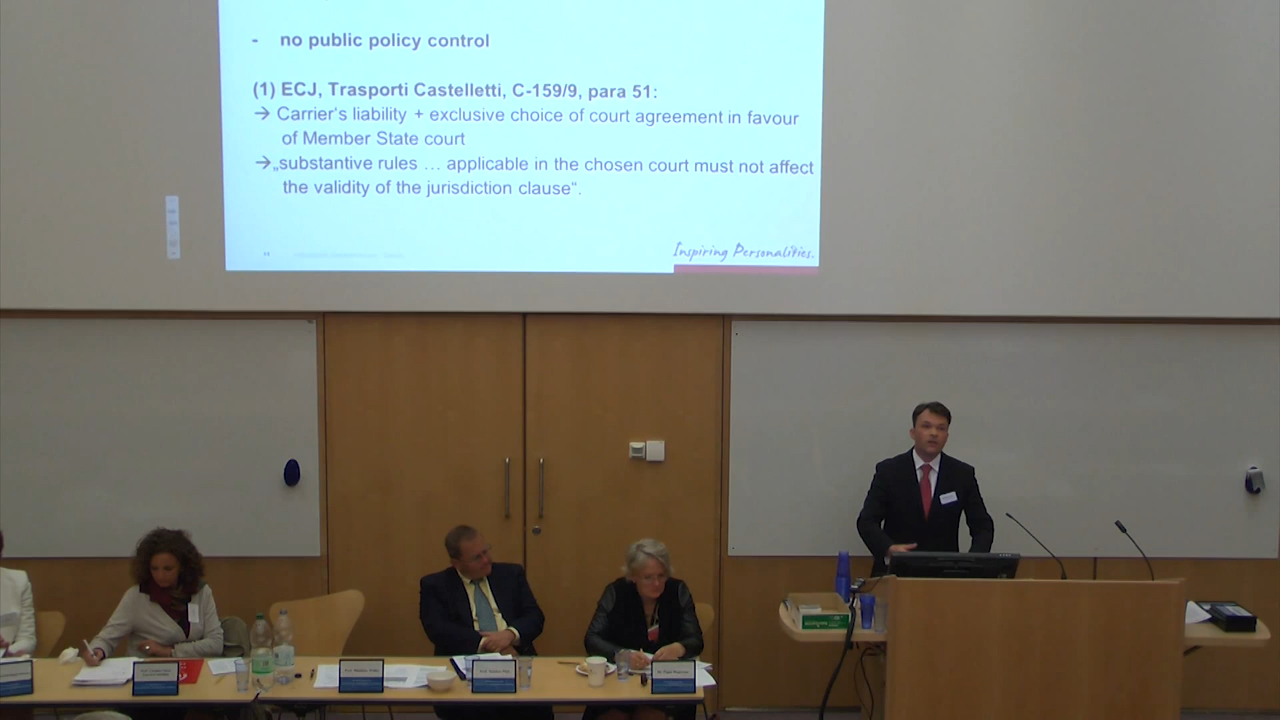 - no public policy control
(1) ECJ, Trasporti Castelletti, C-159/9, para 51:
→ Carrier's liability + exclusive choice of court agreement in favour
of Member State court
→ „substantive rules … applicable in the chosen court must not affect
the validity of the jurisdiction clause“.
Inspiring Personalities.